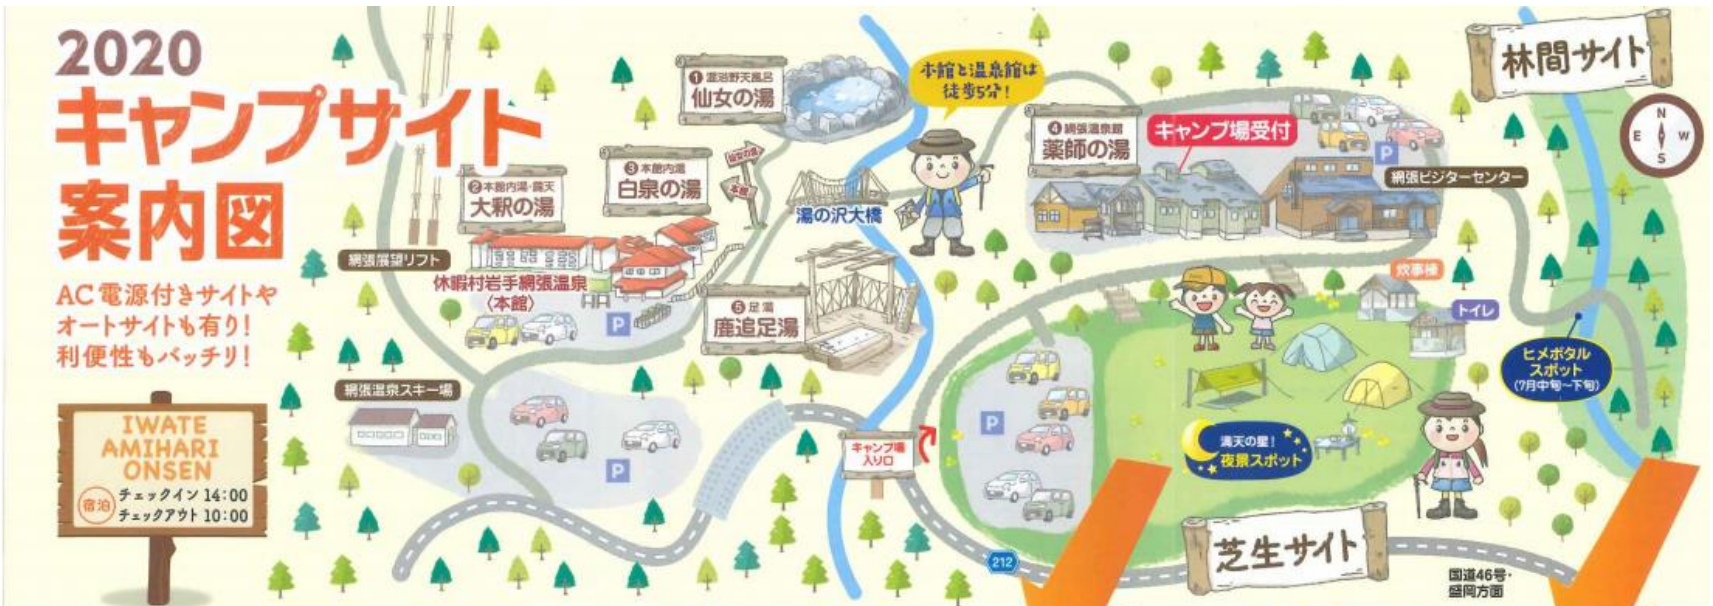 2020
キャンプサイト
案内図
AC電源付きサイトや
オートサイトも有り!
利便性もバッチリ!
IWATE
AMIHARI
ONSEN
宿泊
チェックイン 14:00
チェックアウト 10:00
網張展望リフト
②本館内湯・露天
大釈の湯
③本館内湯
白泉の湯
①混浴野天風呂
仙女の湯
仙女の湯
本館
休暇村岩手網張温泉
〈本館〉
P
湯の沢大橋
⑤足湯
鹿追足湯
網張温泉スキー場
P
本館と温泉館は
徒歩5分!
④網張温泉館
薬師の湯
キャンプ場受付
P
網張ビジターセンター
林間サイト
N
E W
S
炊事棟
トイレ
ヒメボタル
スポット
(7月中旬〜下旬)
P
満天の星!
夜景スポット
キャンプ場
入り口
212
芝生サイト
国道46号・
盛岡方面